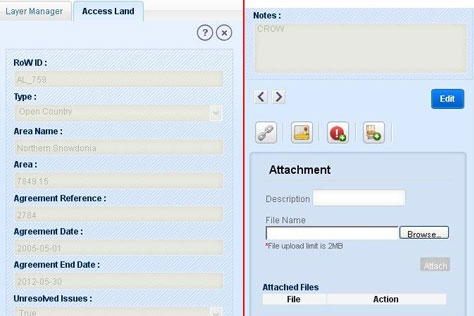 Layer Manager
Access Land
RoW ID :
AL_759
Type :
Open Country
Area Name :
Northern Snowdonia
Area :
7849.15
Agreement Reference :
2784
Agreement Date :
2005-05-01
Agreement End Date :
2012-05-30
Unresolved Issues :
True
Notes :
CROW
Edit
Attachment
Description
File Name
Browse...
*File upload limit is 2MB
Attach
Attached Files
File Action